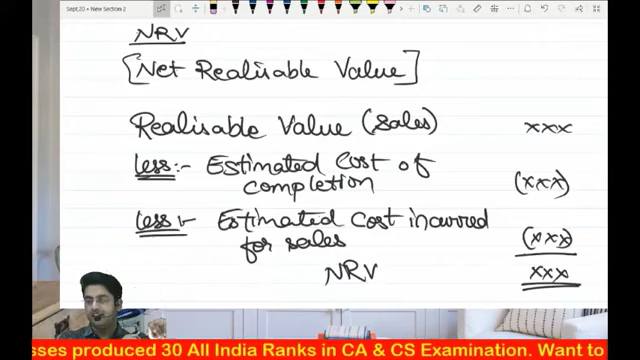 Sept.20 • New Section 2
NRV
[Net Realisable Value]
Realisable Value (Sales) xxx
Less:- Estimated Cost of
completion (xxx)
Less:- Estimated Cost incurred
for sales (xxx)
NRV xxx
sses produced 30 All India Ranks in CA & CS Examination. Want to